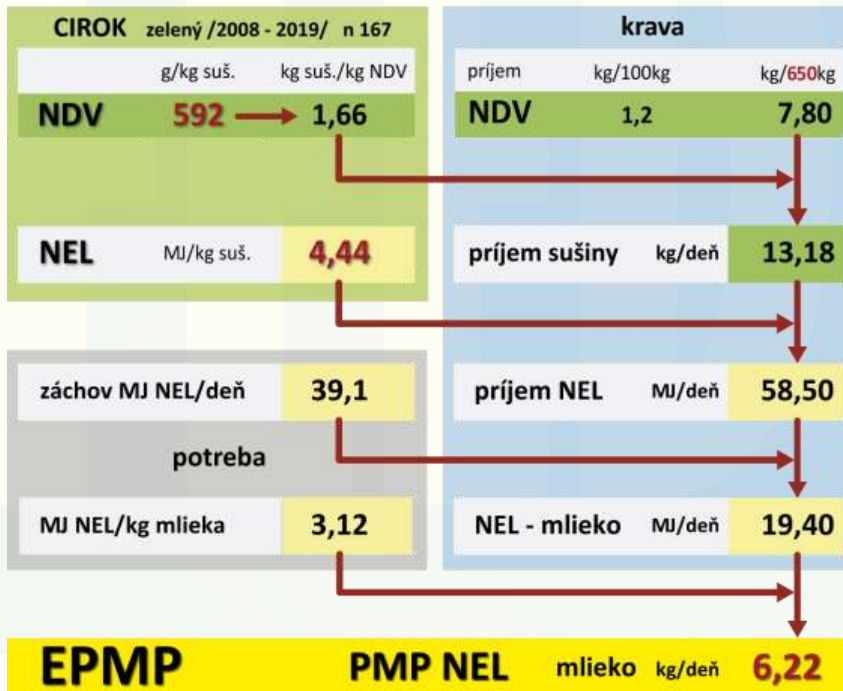 CIROK zelený /2008 - 2019/ n 167
g/kg suš. kg suš./kg NDV
NDV 592 1,66
NEL MJ/kg suš. 4,44
krava
príjem kg/100kg kg/650kg
NDV 1,2 7,80
príjem sušiny kg/deň 13,18
záchov MJ NEL/deň 39,1
potreba
MJ NEL/kg mlieka 3,12
príjem NEL MJ/deň 58,50
NEL - mlieko MJ/deň 19,40
EPMP PMP NEL mlieko kg/deň 6,22